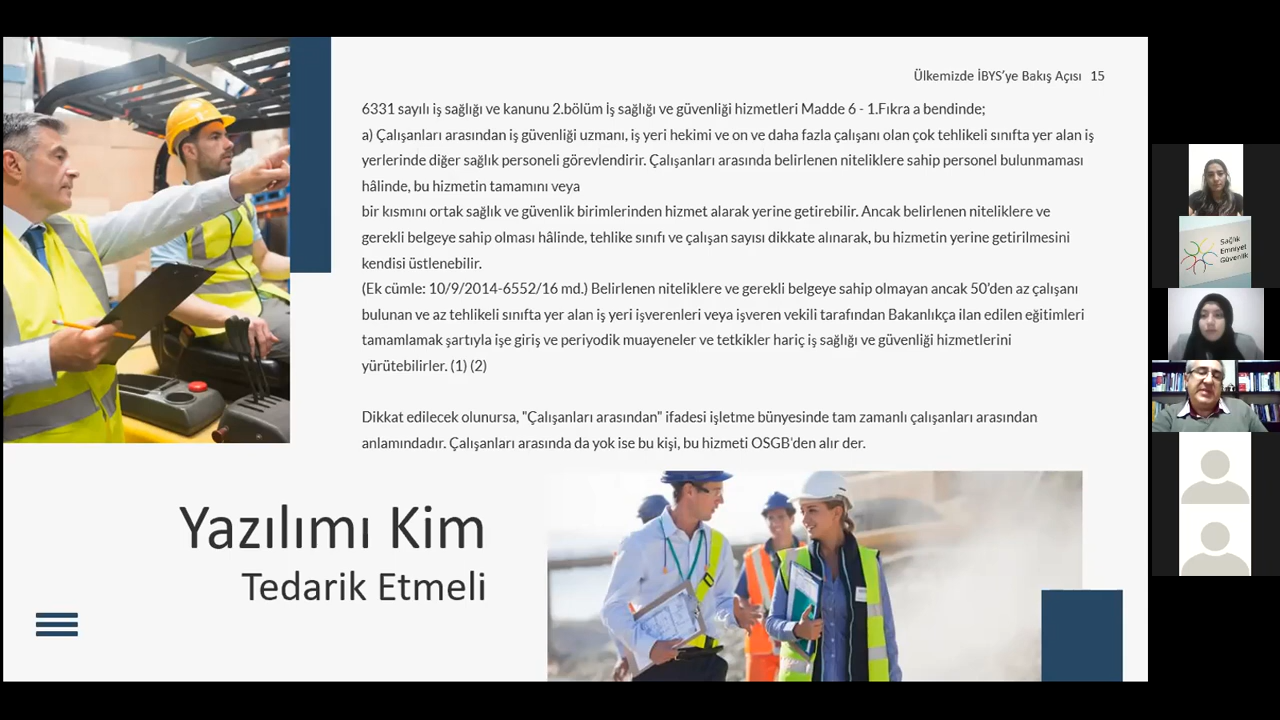 Ülkemizde İBYS'ye Bakış Açısı 15
6331 sayılı iş sağlığı ve kanunu 2.bölüm İş sağlığı ve güvenliği hizmetleri Madde 6 - 1.Fıkra a bendinde;
a) Çalışanları arasından iş güvenliği uzmanı, iş yeri hekimi ve on ve daha fazla çalışanı olan çok tehlikeli sınıfta yer alan iş
yerlerinde diğer sağlık personeli görevlendirir. Çalışanları arasında belirlenen niteliklere sahip personel bulunmaması
hâlinde, bu hizmetin tamamını veya
bir kısmını ortak sağlık ve güvenlik birimlerinden hizmet alarak yerine getirebilir. Ancak belirlenen niteliklere ve
gerekli belgeye sahip olması hâlinde, tehlike sınıfı ve çalışan sayısı dikkate alınarak, bu hizmetin yerine getirilmesini
kendisi üstlenebilir.
(Ek cümle: 10/9/2014-6552/16 md.) Belirlenen niteliklere ve gerekli belgeye sahip olmayan ancak 50'den az çalışanı
bulunan ve az tehlikeli sınıfta yer alan iş yeri işverenleri veya işveren vekili tarafından Bakanlıkça ilan edilen eğitimleri
tamamlamak şartıyla işe giriş ve periyodik muayeneler ve tetkikler hariç iş sağlığı ve güvenliği hizmetlerini
yürütebilirler. (1) (2)
Dikkat edilecek olunursa, "Çalışanları arasından" ifadesi işletme bünyesinde tam zamanlı çalışanları arasından
anlamındadır. Çalışanları arasında da yok ise bu kişi, bu hizmeti OSGB'den alır der.
Yazılımı Kim
Tedarik Etmeli
Sağlık
Emniyet
Güvenlik